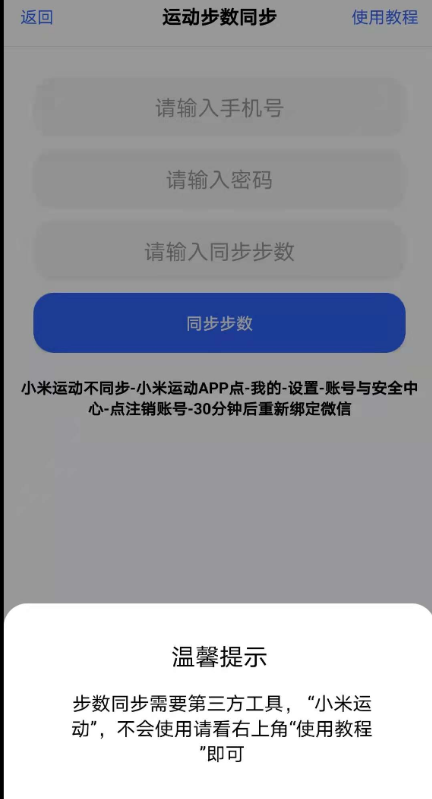 返回 运动步数同步 使用教程
请输入手机号
请输入密码
请输入同步步数
同步步数
小米运动不同步-小米运动APP点-我的-设置-账号与安全中
心-点注销账号-30分钟后重新绑定微信
温馨提示
步数同步需要第三方工具，“小米运
动”，不会使用请看右上角“使用教程
”即可